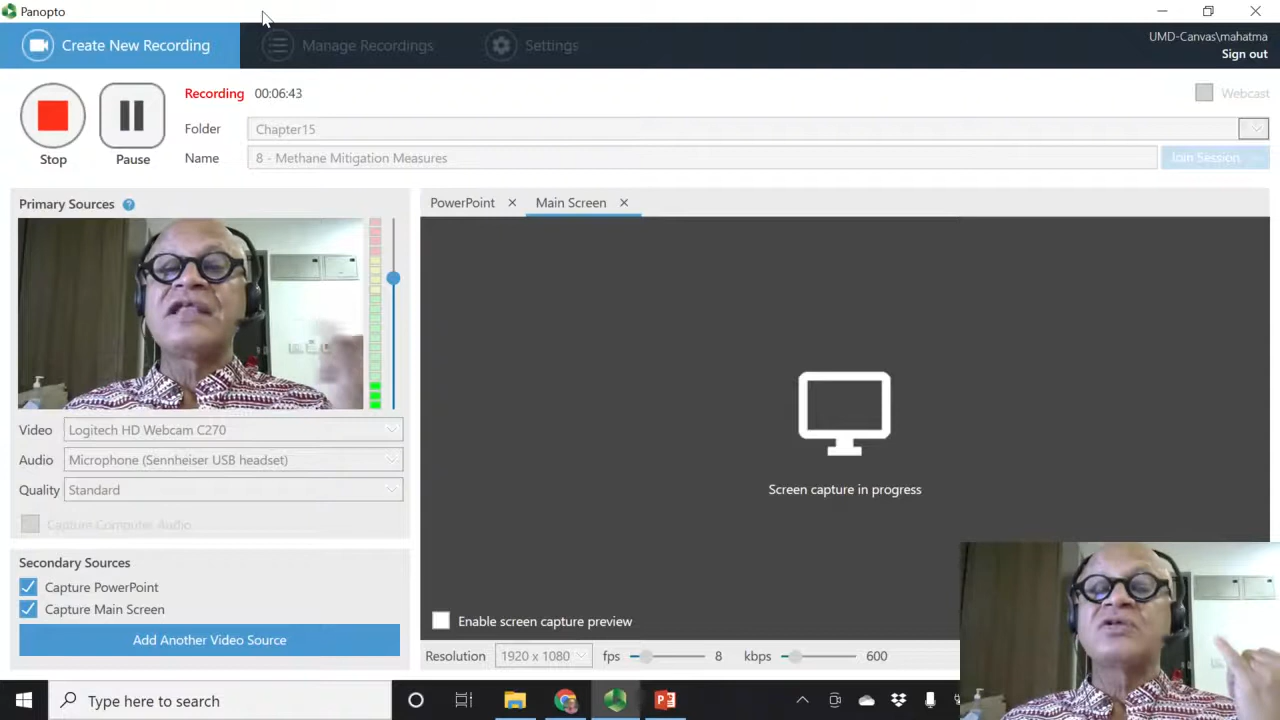 Panopto
Create New Recording
Manage Recordings
Settings
UMD-Canvas\mahatma
Sign out
Recording 00:06:43
Webcast
Folder Chapter15
Name 8 - Methane Mitigation Measures
Join Session
Stop Pause
Primary Sources ?
PowerPoint
Main Screen
Video Logitech HD Webcam C270
Audio Microphone (Sennheiser USB headset)
Quality Standard
Capture Computer Audio
Screen capture in progress
Secondary Sources
Capture PowerPoint
Capture Main Screen
Add Another Video Source
Enable screen capture preview
Resolution 1920 x 1080 fps 8 kbps 600
Type here to search